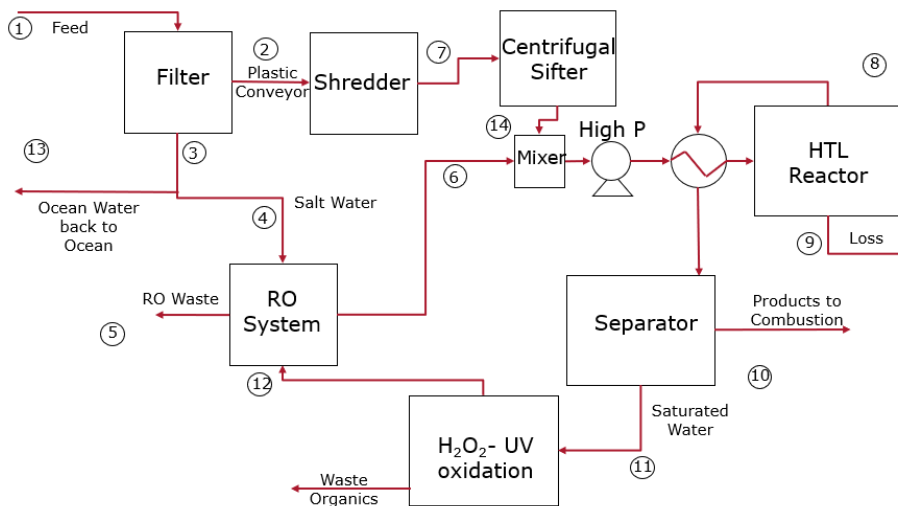 1
Feed
Filter
2
Plastic
Conveyor
Shredder
7
Centrifugal
Sifter
8
14
Mixer
High P
HTL
Reactor
13
3
6
Ocean Water
back to
Ocean
4
Salt Water
9
Loss
RO Waste
RO
System
Separator
Products to
Combustion
5
12
10
Saturated
Water
H₂O₂- UV
oxidation
11
Waste
Organics